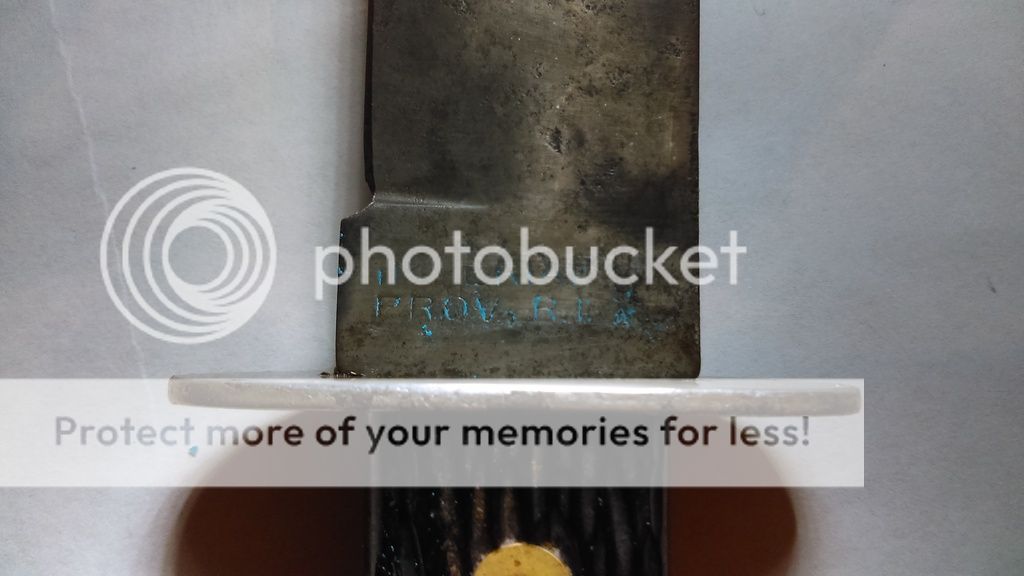 photobucket
PROV. R.I.
Protect more of your memories for less!